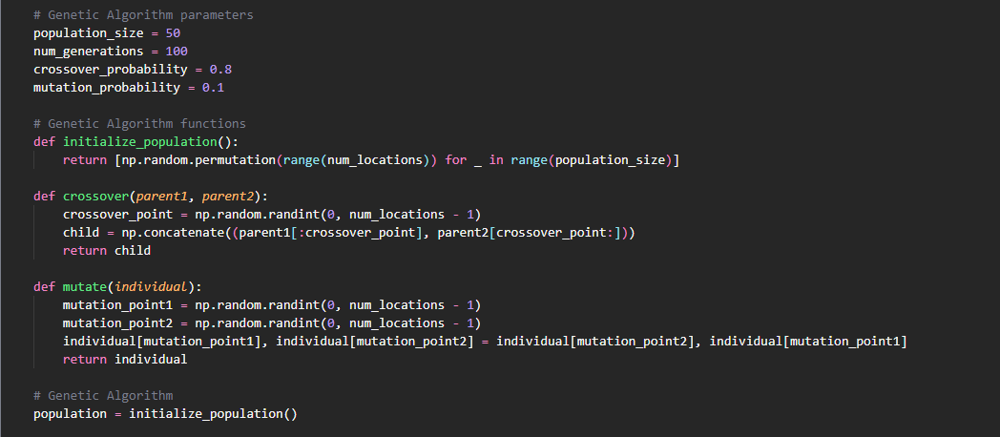 # Genetic Algorithm parameters
population_size = 50
num_generations = 100
crossover_probability = 0.8
mutation_probability = 0.1
# Genetic Algorithm functions
def initialize_population():
    return [np.random.permutation(range(num_locations)) for _ in range(population_size)]
def crossover(parent1, parent2):
    crossover_point = np.random.randint(0, num_locations - 1)
    child = np.concatenate((parent1[:crossover_point], parent2[crossover_point:]))
    return child
def mutate(individual):
    mutation_point1 = np.random.randint(0, num_locations - 1)
    mutation_point2 = np.random.randint(0, num_locations - 1)
    individual[mutation_point1], individual[mutation_point2] = individual[mutation_point2], individual[mutation_point1]
    return individual
# Genetic Algorithm
population = initialize_population()